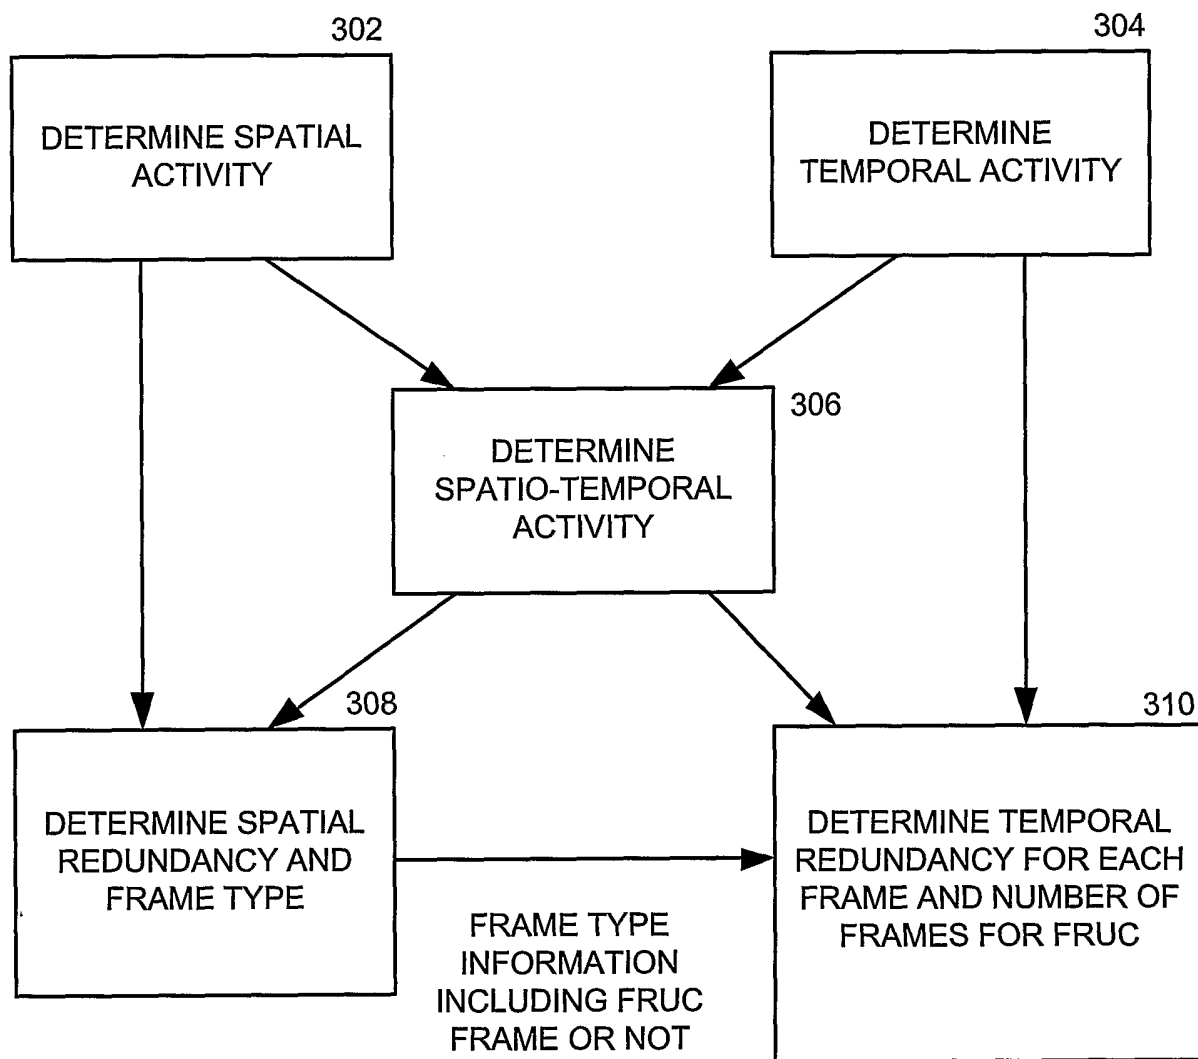 302
304
DETERMINE SPATIAL
ACTIVITY
DETERMINE
TEMPORAL ACTIVITY
306
DETERMINE
SPATIO-TEMPORAL
ACTIVITY
308
310
DETERMINE SPATIAL
REDUNDANCY AND
FRAME TYPE
DETERMINE TEMPORAL
REDUNDANCY FOR EACH
FRAME AND NUMBER OF
FRAMES FOR FRUC
FRAME TYPE
INFORMATION
INCLUDING FRUC
FRAME OR NOT